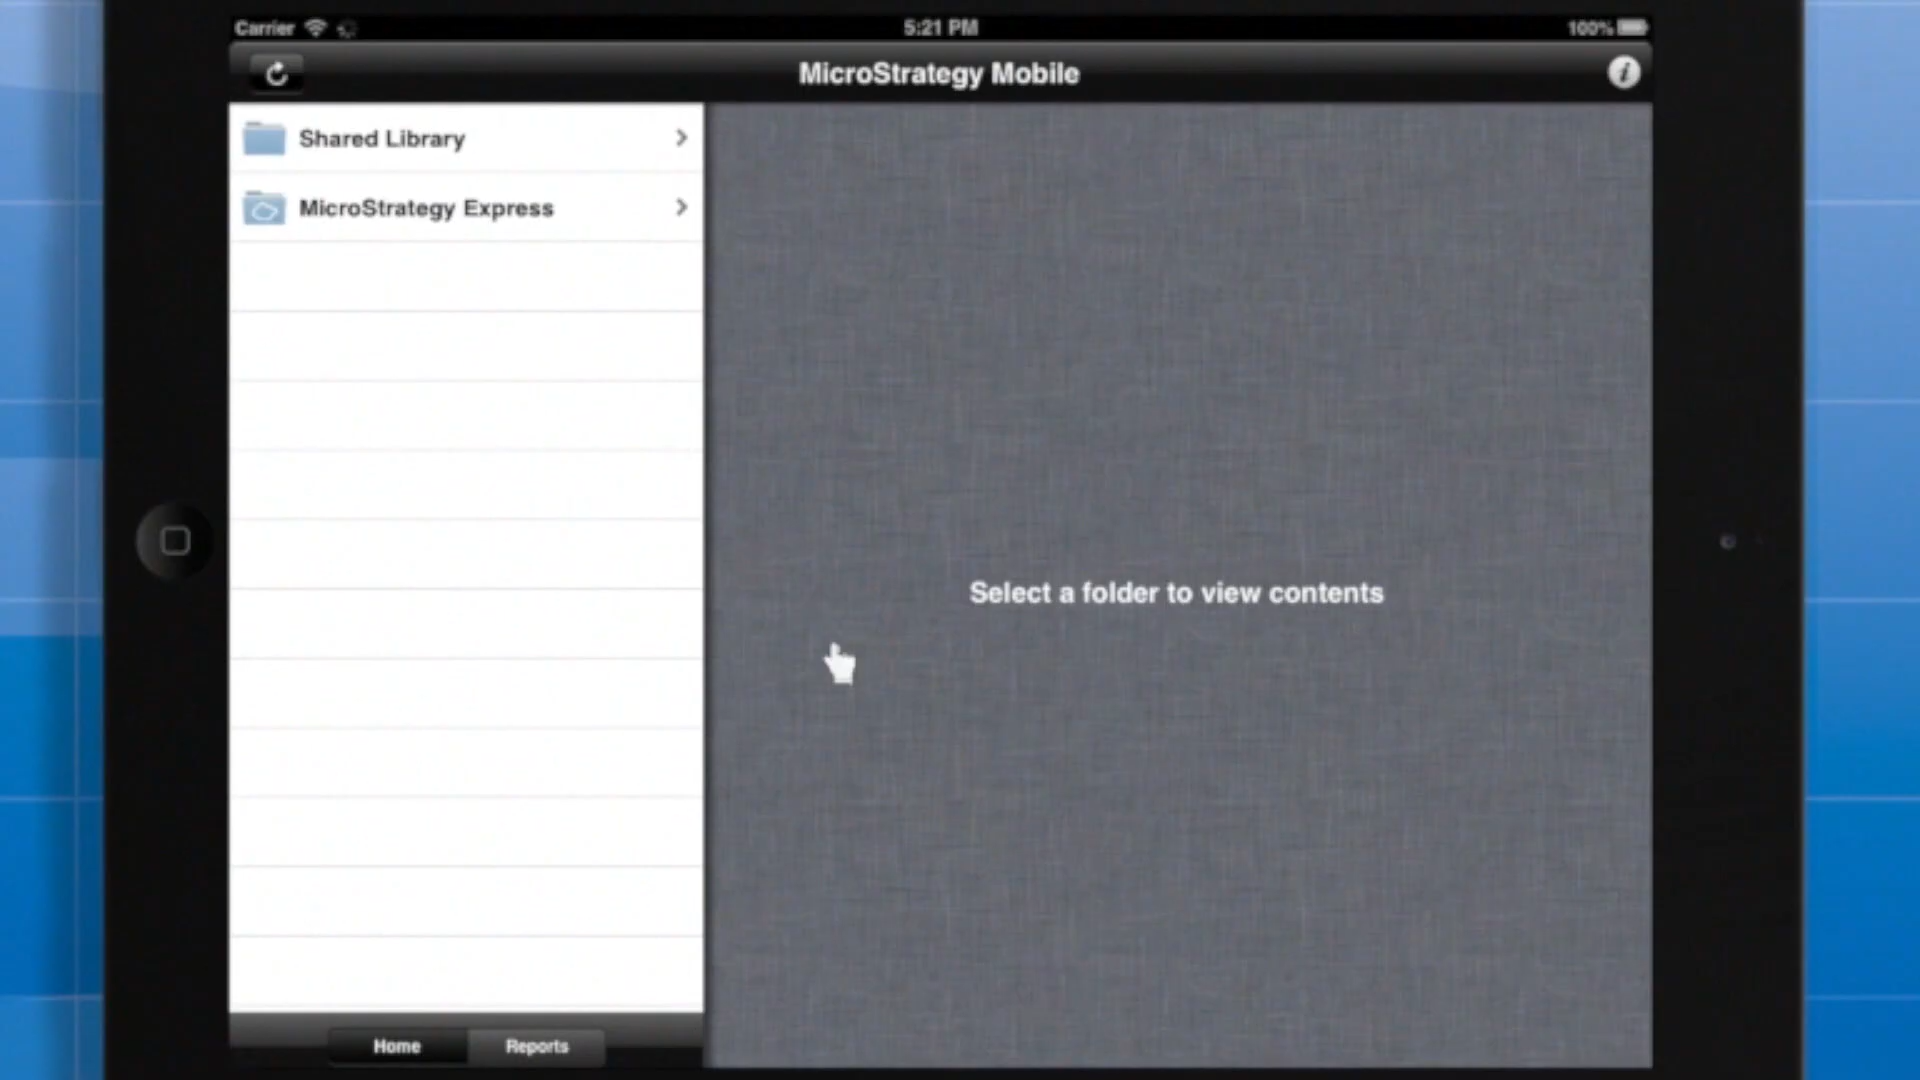 Carrier
5:21 PM
100%
MicroStrategy Mobile
Shared Library
MicroStrategy Express
Select a folder to view contents
Home
Reports